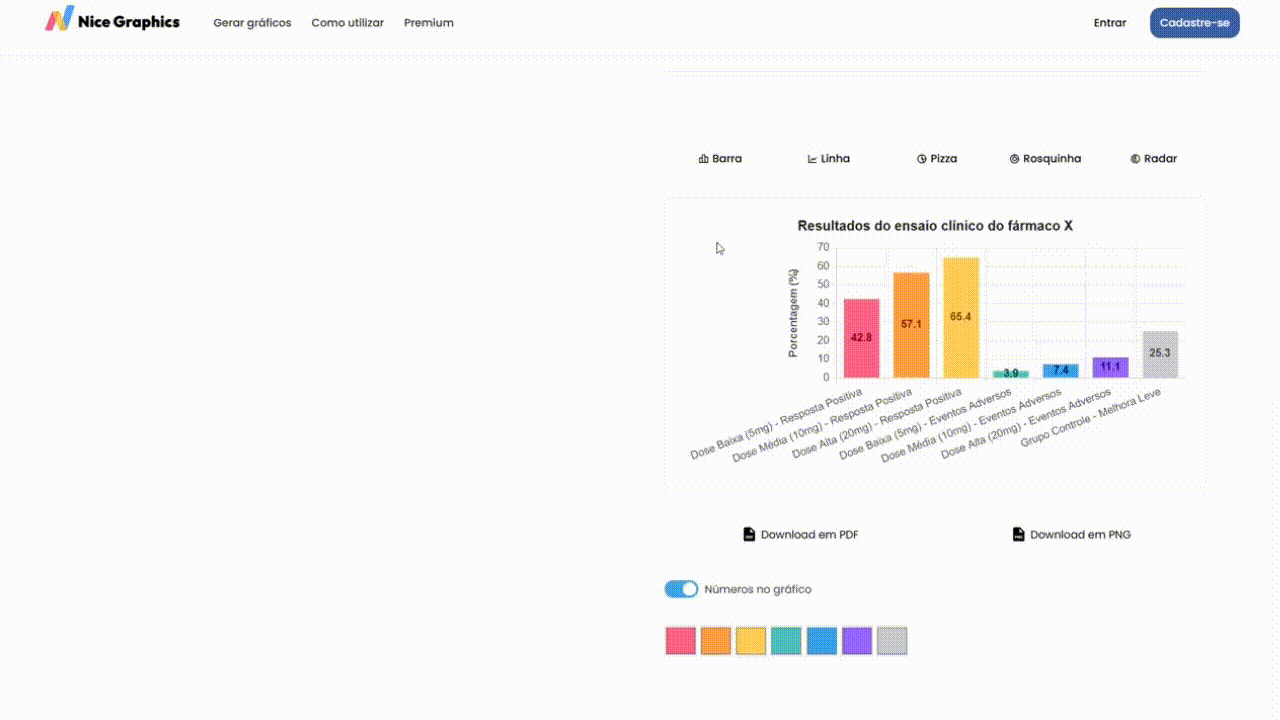 Nice Graphics
Gerar gráficos
Como utilizar
Premium
Entrar
Cadastre-se
Barra
Linha
Pizza
Rosquinha
Radar
Resultados do ensaio clínico do fármaco X
Porcentagem (%)
70
60
50
40
30
20
10
0
42.8
57.1
65.4
3.9
7.4
11.1
25.3
Dose Baixa (5mg) - Resposta Positiva
Dose Média (10mg) - Resposta Positiva
Dose Alta (20mg) - Resposta Positiva
Dose Baixa (5mg) - Eventos Adversos
Dose Média (10mg) - Eventos Adversos
Dose Alta (20mg) - Eventos Adversos
Grupo Controle - Melhora Leve
PDF
Download em PDF
PNG
Download em PNG
Números no gráfico